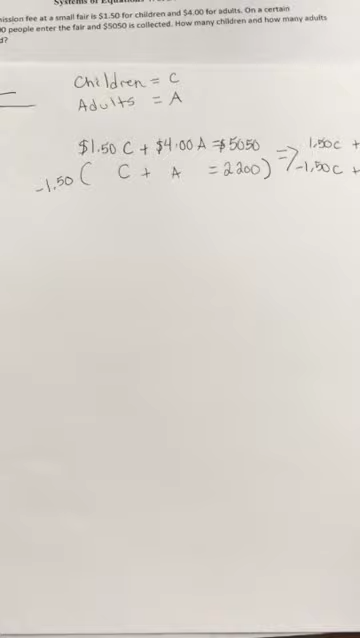 Systems of Equations
ission fee at a small fair is $1.50 for children and $4.00 for adults. On a certain
00 people enter the fair and $5050 is collected. How many children and how many adults
d?
Children = C
Adults = A
$1.50 C + $4.00 A = $5050 => 1.50C +
-1.50 ( C + A = 2200) -1.50C +